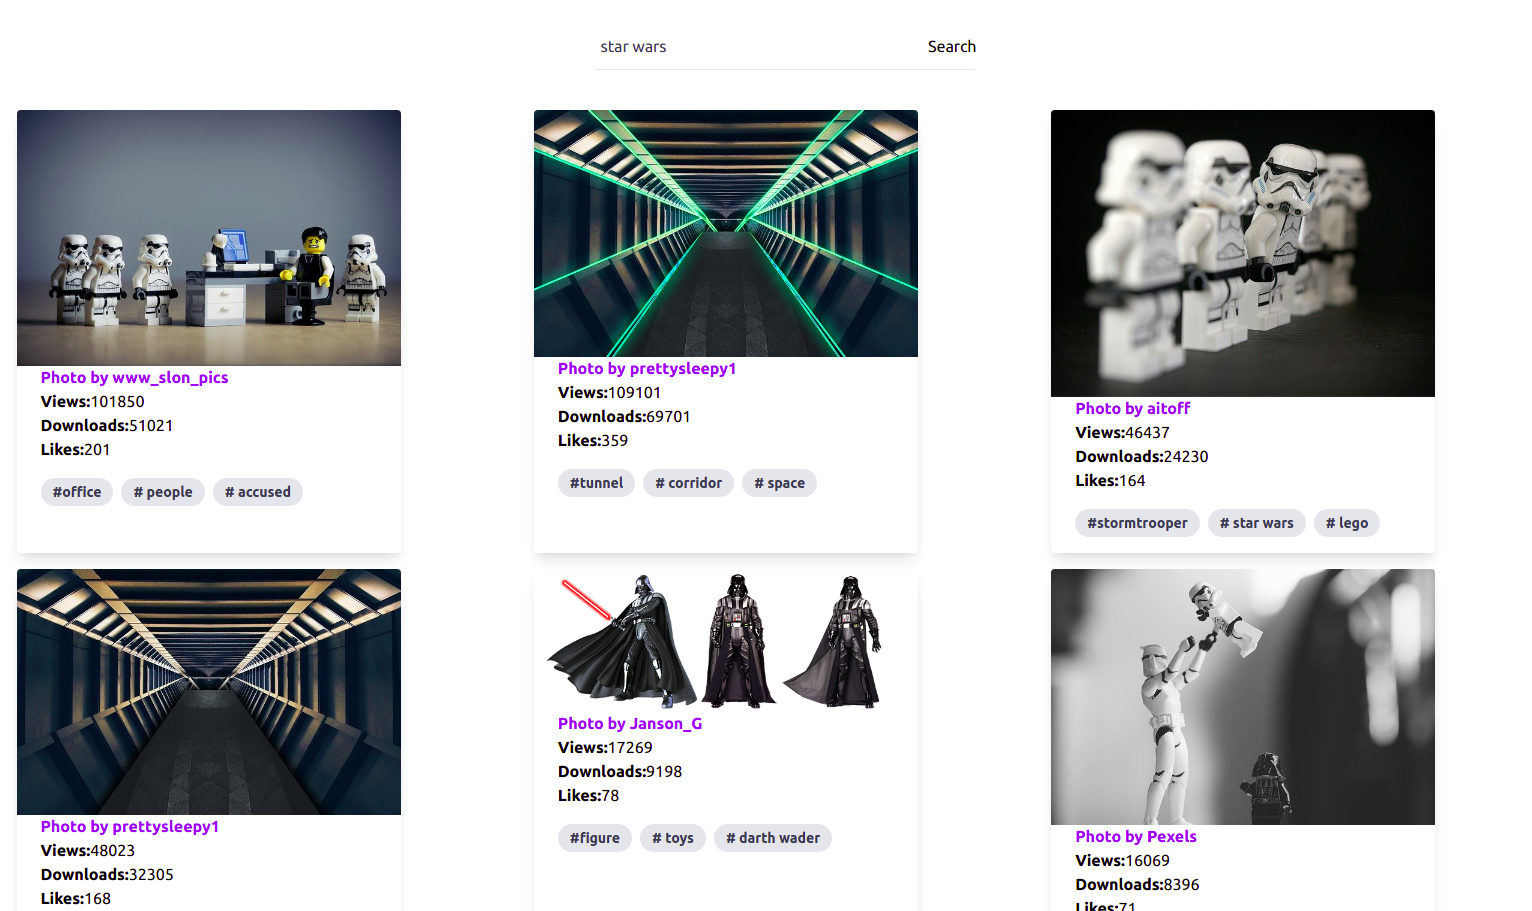 star wars
Search
Photo by www_slon_pics
Views:101850
Downloads:51021
Likes:201
#office # people # accused
Photo by prettysleepy1
Views:109101
Downloads:69701
Likes:359
#tunnel # corridor # space
Photo by aitoff
Views:46437
Downloads:24230
Likes:164
#stormtrooper # star wars # lego
Photo by prettysleepy1
Views:48023
Downloads:32305
Likes:168
Photo by Janson_G
Views:17269
Downloads:9198
Likes:78
#figure # toys # darth wader
Photo by Pexels
Views:16069
Downloads:8396
Likes:71